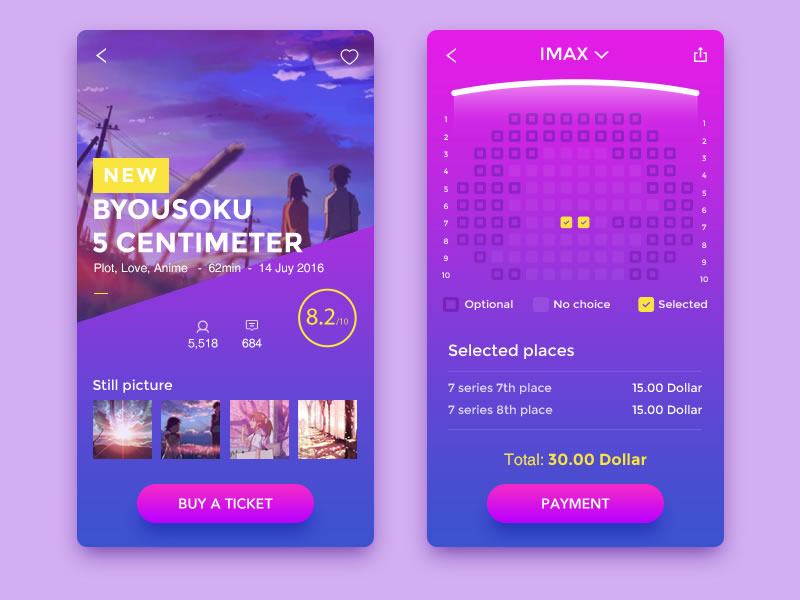 NEW
BYOUSOKU
5 CENTIMETER
Plot, Love, Anime - 62min - 14 Juy 2016
8.2/10
5,518 684
Still picture
BUY A TICKET
IMAX
1 1
2 2
3 3
4 4
5 5
6 6
7 7
8 8
9 9
10 10
Optional No choice Selected
Selected places
7 series 7th place 15.00 Dollar
7 series 8th place 15.00 Dollar
Total: 30.00 Dollar
PAYMENT